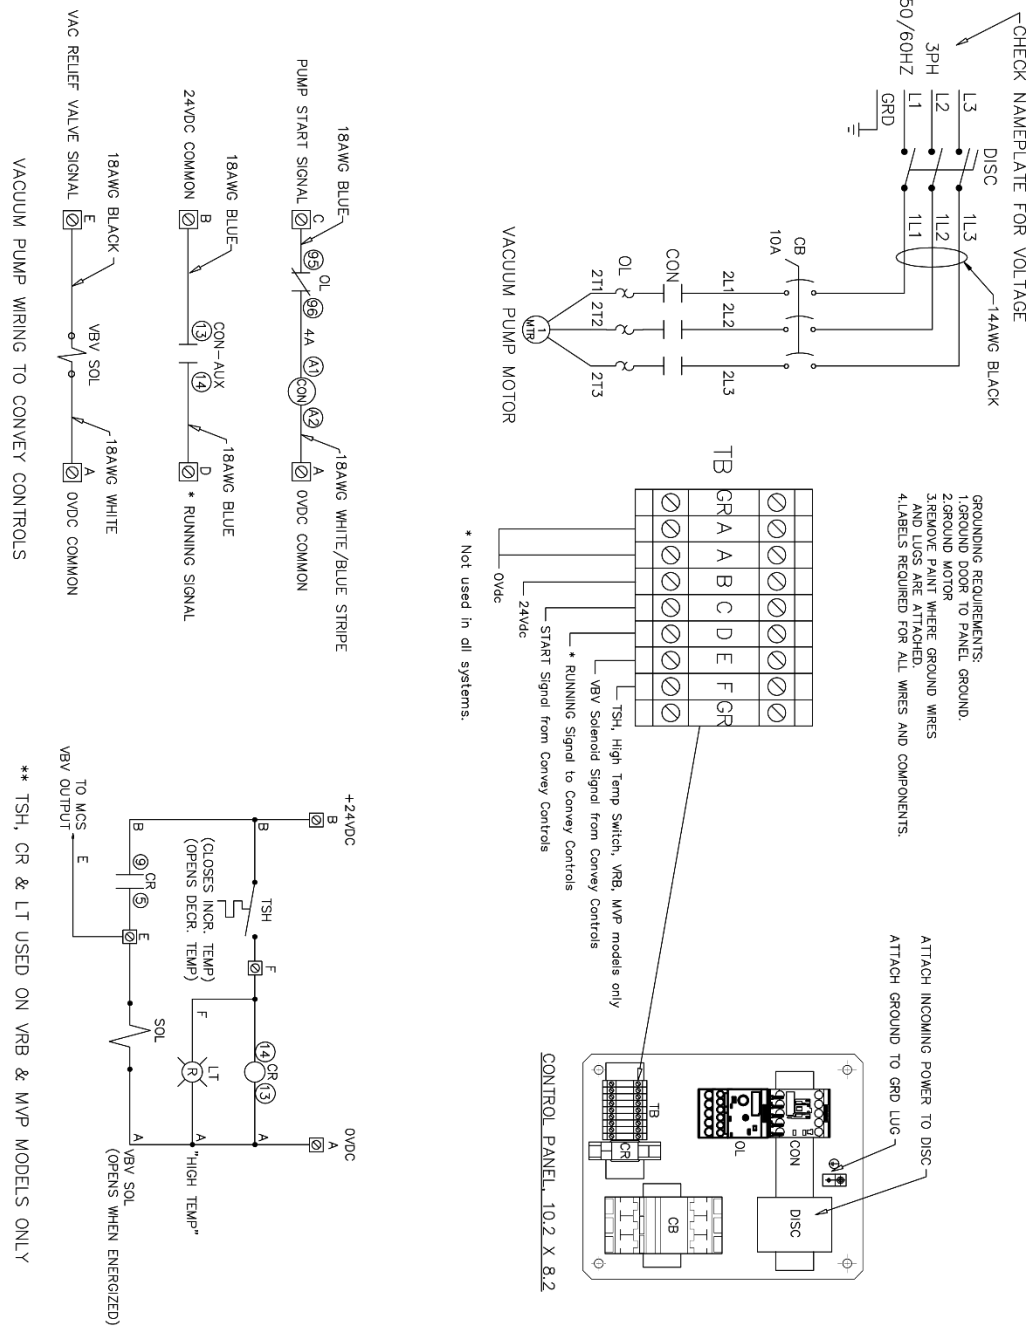 CHECK NAMEPLATE FOR VOLTAGE
3PH
50/60HZ
L3
L2
L1
GRD
DISC
1L3
1L2
1L1
14AWG BLACK
CB
10A
2L1
2L2
2L3
CON
OL
2T1
2T2
2T3
1
MTR
VACUUM PUMP MOTOR
GROUNDING REQUIREMENTS:
1.GROUND DOOR TO PANEL GROUND.
2.GROUND MOTOR
3.REMOVE PAINT WHERE GROUND WIRES
AND LUGS ARE ATTACHED.
4.LABELS REQUIRED FOR ALL WIRES AND COMPONENTS.
TB
GR
A
A
B
C
D
E
F
GR
TSH, High Temp Switch, VRB, MVP models only
VBV Solenoid Signal from Convey Controls
* RUNNING Signal to Convey Controls
START Signal from Convey Controls
24Vdc
0Vdc
* Not used in all systems.
ATTACH INCOMING POWER TO DISC
ATTACH GROUND TO GRD LUG
TB
CR
OL
CON
CB
DISC
CONTROL PANEL, 10.2 X 8.2
18AWG BLUE
PUMP START SIGNAL
C
95
OL
96
4A
A1
CON
A2
18AWG WHITE/BLUE STRIPE
A
0VDC COMMON
18AWG BLUE
24VDC COMMON
B
13
CON-AUX
14
18AWG BLUE
D
* RUNNING SIGNAL
18AWG BLACK
VAC RELIEF VALVE SIGNAL
E
VBV SOL
18AWG WHITE
A
0VDC COMMON
VACUUM PUMP WIRING TO CONVEY CONTROLS
+24VDC
B
0VDC
A
B
TSH
(CLOSES INCR. TEMP)
(OPENS DECR. TEMP)
F
14
CR
13
A
F
LT
R
A
"HIGH TEMP"
B
9
CR
5
E
SOL
A
VBV SOL
(OPENS WHEN ENERGIZED)
E
TO MCS
VBV OUTPUT
** TSH, CR & LT USED ON VRB & MVP MODELS ONLY